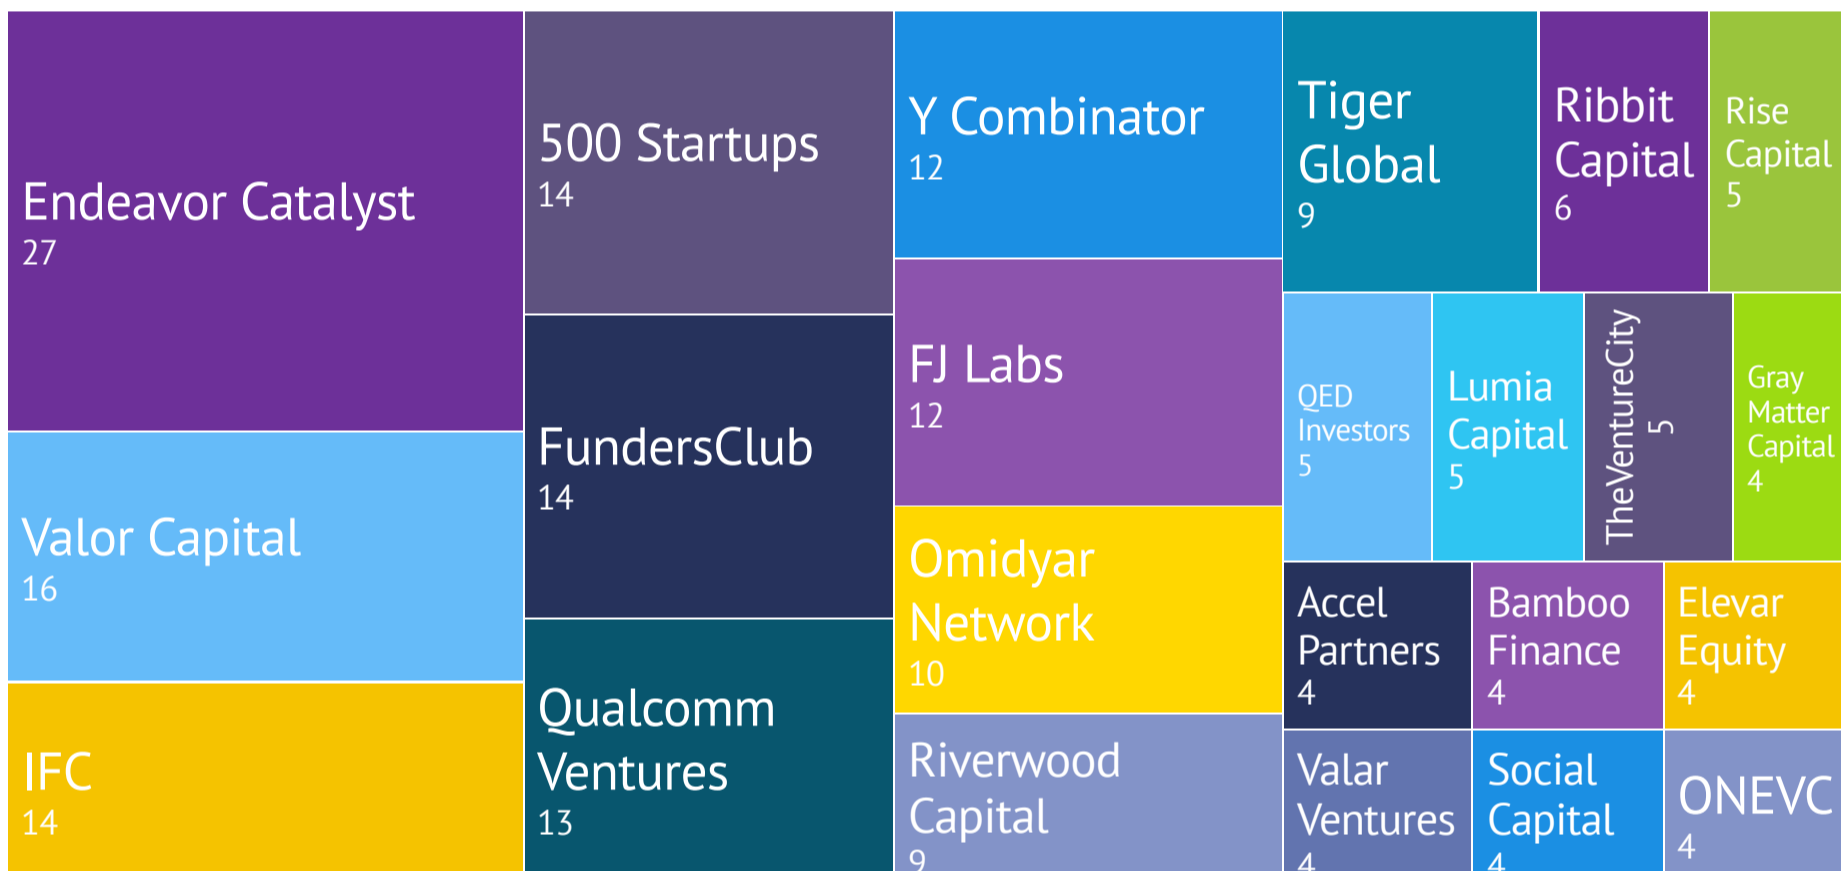 Endeavor Catalyst
27
Valor Capital
16
IFC
14
500 Startups
14
FundersClub
14
Qualcomm
Ventures
13
Y Combinator
12
FJ Labs
12
Omidyar
Network
10
Riverwood
Capital
9
Tiger
Global
9
Ribbit
Capital
6
Rise
Capital
5
QED
Investors
5
Lumia
Capital
5
TheVentureCity
5
Gray
Matter
Capital
4
Accel
Partners
4
Bamboo
Finance
4
Elevar
Equity
4
Valar
Ventures
4
Social
Capital
4
ONEVC
4